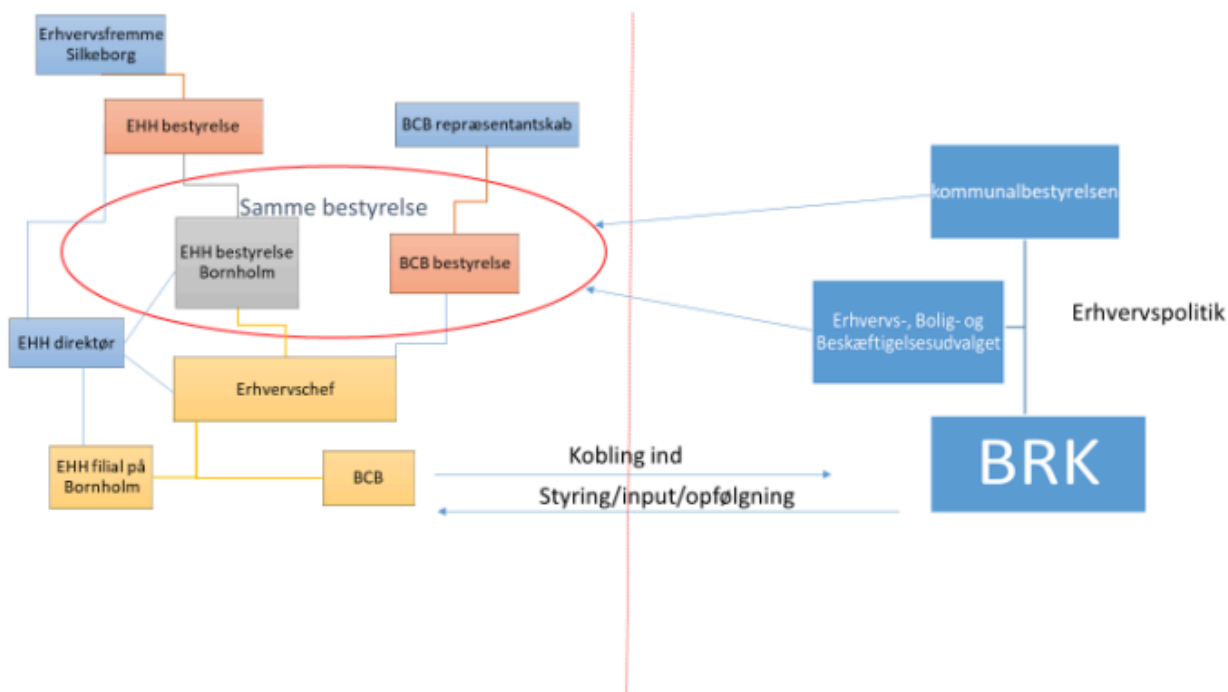 Erhvervsfremme
Silkeborg
EHH bestyrelse
BCB repræsentantskab
kommunalbestyrelsen
Samme bestyrelse
EHH bestyrelse
Bornholm
BCB bestyrelse
Erhvervs-, Bolig- og
Beskæftigelsesudvalget
Erhvervspolitik
EHH direktør
Erhvervschef
EHH filial på
Bornholm
BCB
Kobling ind
Styring/input/opfølgning
BRK